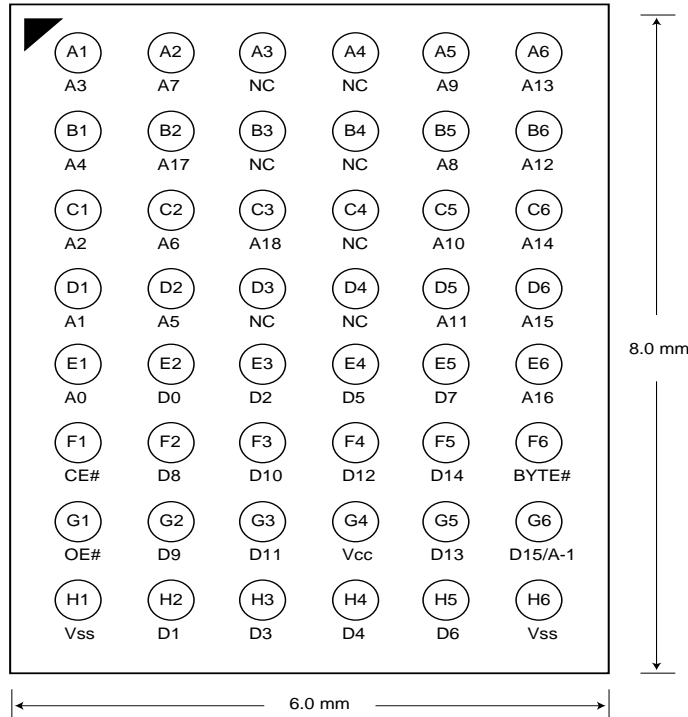 A1 A2 A3 A4 A5 A6
A3 A7 NC NC A9 A13
B1 B2 B3 B4 B5 B6
A4 A17 NC NC A8 A12
C1 C2 C3 C4 C5 C6
A2 A6 A18 NC A10 A14
D1 D2 D3 D4 D5 D6
A1 A5 NC NC A11 A15
8.0 mm
E1 E2 E3 E4 E5 E6
A0 D0 D2 D5 D7 A16
F1 F2 F3 F4 F5 F6
CE# D8 D10 D12 D14 BYTE#
G1 G2 G3 G4 G5 G6
OE# D9 D11 Vcc D13 D15/A-1
H1 H2 H3 H4 H5 H6
Vss D1 D3 D4 D6 Vss
6.0 mm